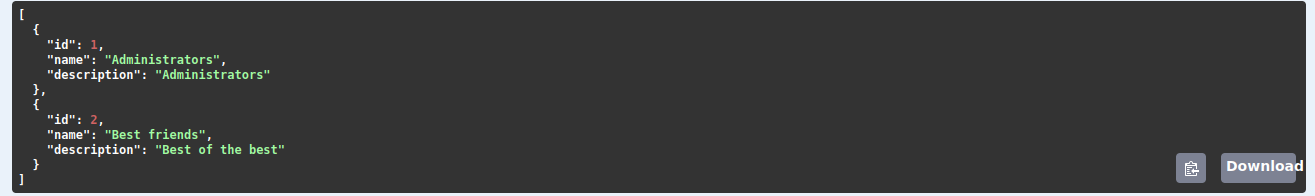 [
  {
    "id": 1,
    "name": "Administrators",
    "description": "Administrators"
  },
  {
    "id": 2,
    "name": "Best friends",
    "description": "Best of the best"
  }
]
Download